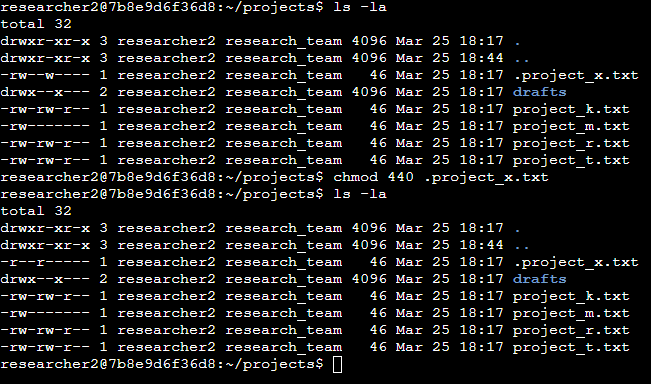 researcher2@7b8e9d6f36d8:~/projects$ ls -la
total 32
drwxr-xr-x 3 researcher2 research_team 4096 Mar 25 18:17 .
drwxr-xr-x 3 researcher2 research_team 4096 Mar 25 18:44 ..
-rw--w---- 1 researcher2 research_team   46 Mar 25 18:17 .project_x.txt
drwx--x--- 2 researcher2 research_team 4096 Mar 25 18:17 drafts
-rw-rw-r-- 1 researcher2 research_team   46 Mar 25 18:17 project_k.txt
-rw------- 1 researcher2 research_team   46 Mar 25 18:17 project_m.txt
-rw-rw-r-- 1 researcher2 research_team   46 Mar 25 18:17 project_r.txt
-rw-rw-r-- 1 researcher2 research_team   46 Mar 25 18:17 project_t.txt
researcher2@7b8e9d6f36d8:~/projects$ chmod 440 .project_x.txt
researcher2@7b8e9d6f36d8:~/projects$ ls -la
total 32
drwxr-xr-x 3 researcher2 research_team 4096 Mar 25 18:17 .
drwxr-xr-x 3 researcher2 research_team 4096 Mar 25 18:44 ..
-r--r----- 1 researcher2 research_team   46 Mar 25 18:17 .project_x.txt
drwx--x--- 2 researcher2 research_team 4096 Mar 25 18:17 drafts
-rw-rw-r-- 1 researcher2 research_team   46 Mar 25 18:17 project_k.txt
-rw------- 1 researcher2 research_team   46 Mar 25 18:17 project_m.txt
-rw-rw-r-- 1 researcher2 research_team   46 Mar 25 18:17 project_r.txt
-rw-rw-r-- 1 researcher2 research_team   46 Mar 25 18:17 project_t.txt
researcher2@7b8e9d6f36d8:~/projects$